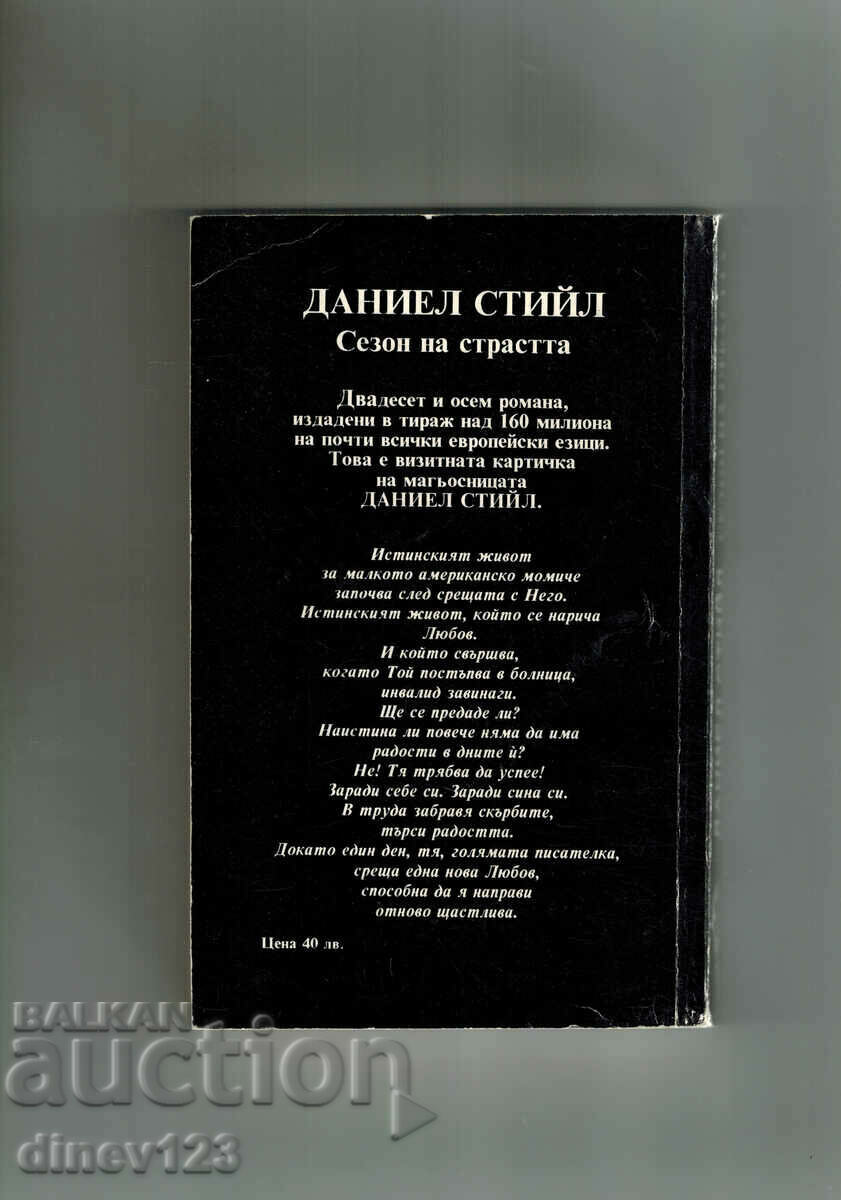 ДАНИЕЛ СТИЙЛ
Сезон на страстта
Двадесет и осем романа,
издадени в тираж над 160 милиона
на почти всички европейски езици.
Това е визитната картичка
на магьосницата
ДАНИЕЛ СТИЙЛ.
Истинският живот
за малкото американско момиче
започва след срещата с Него.
Истинският живот, който се нарича
Любов.
И който свършва,
когато Той постъпва в болница,
инвалид завинаги.
Ще се предаде ли?
Наистина ли повече няма да има
радости в дните ѝ?
Не! Тя трябва да успее!
Заради себе си. Заради сина си.
В труда забравя скърбите,
търси радостта.
Докато един ден, тя, голямата писателка,
среща една нова Любов,
способна да я направи
отново щастлива.
Цена 40 лв.
BALKAN
auction
dinev123